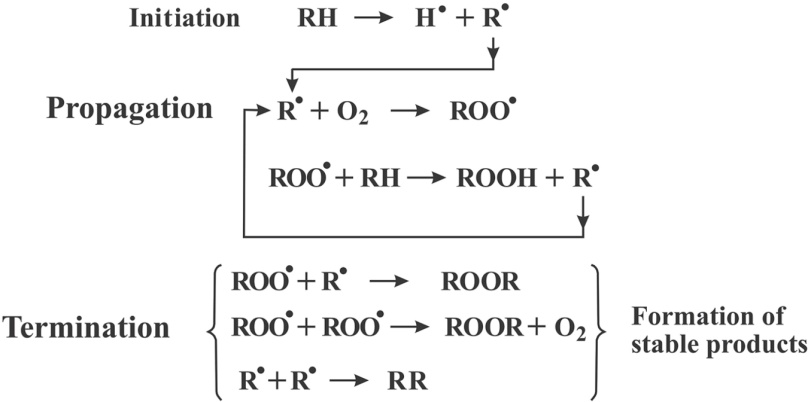 Initiation RH → H• + R•
Propagation R• + O₂ → ROO•
ROO• + RH → ROOH + R•
ROO• + R• → ROOR
Termination ROO• + ROO• → ROOR + O₂
R• + R• → RR
Formation of
stable products